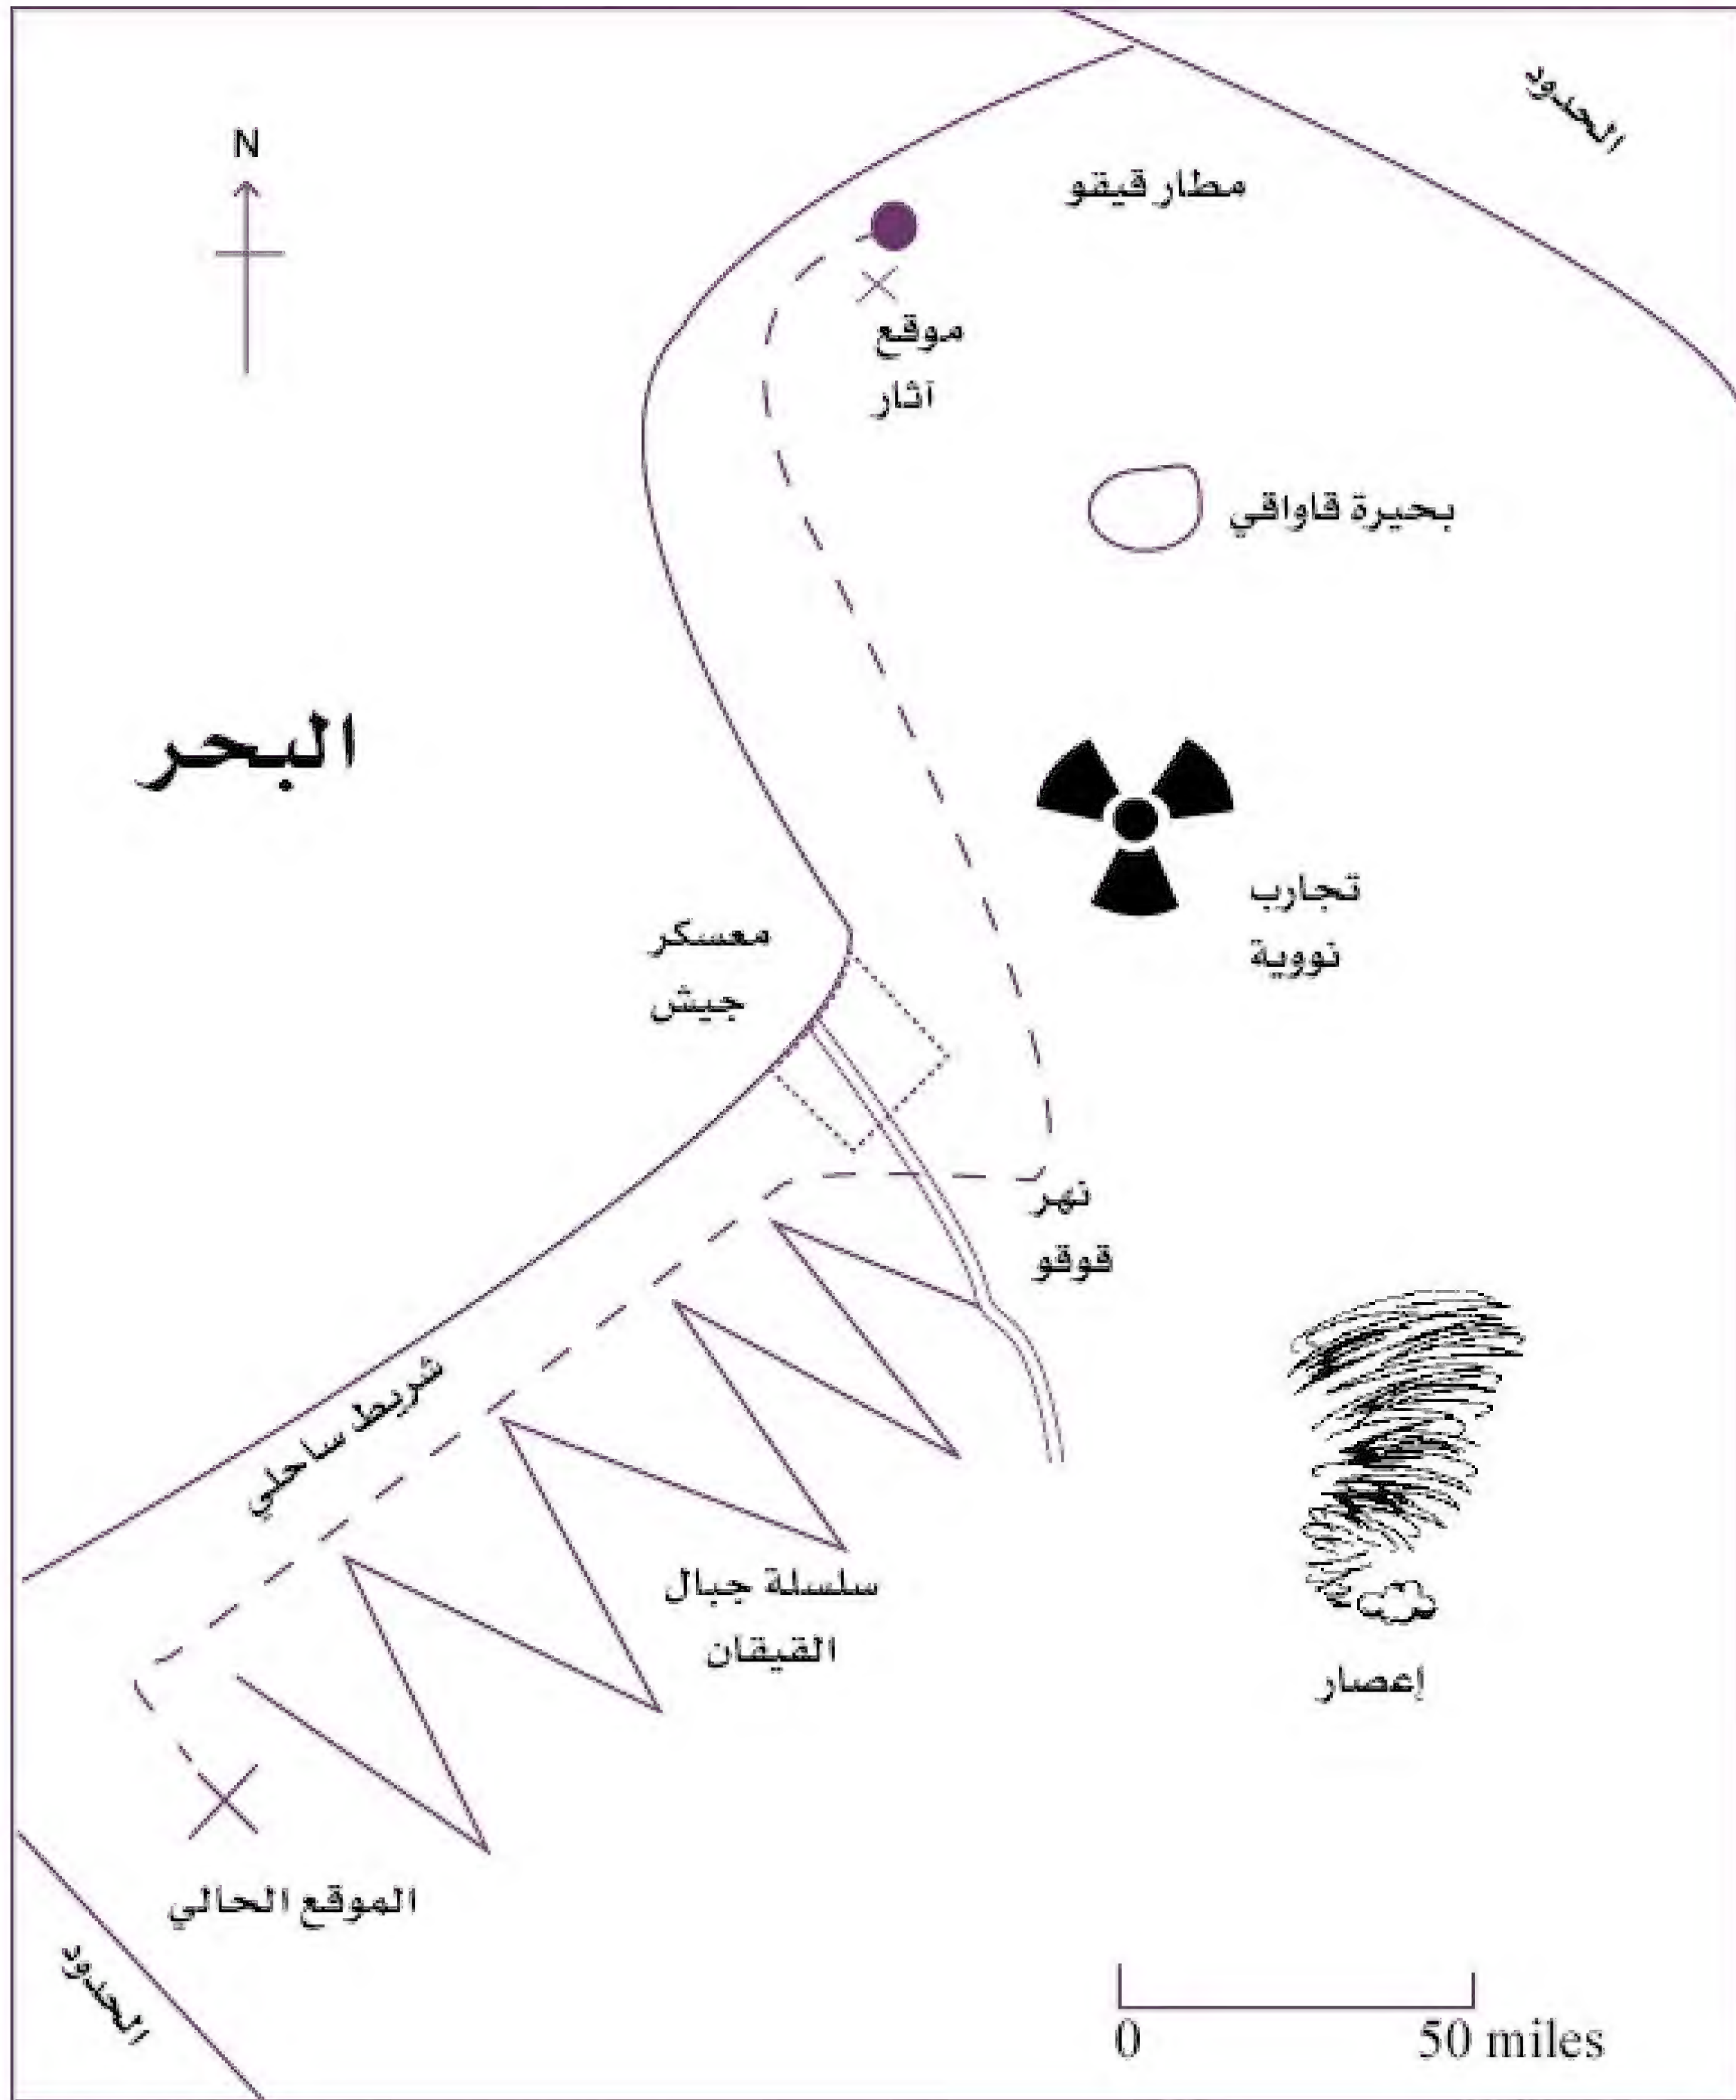 الحدود
N
مطار قيقو
موقع
آثار
بحيرة قاواقي
البحر
تجارب
نووية
معسكر
جيش
نهر
قوقو
شريط ساحلي
سلسلة جبال
القيقان
إعصار
الموقع الحالي
الحدود
0 50 miles